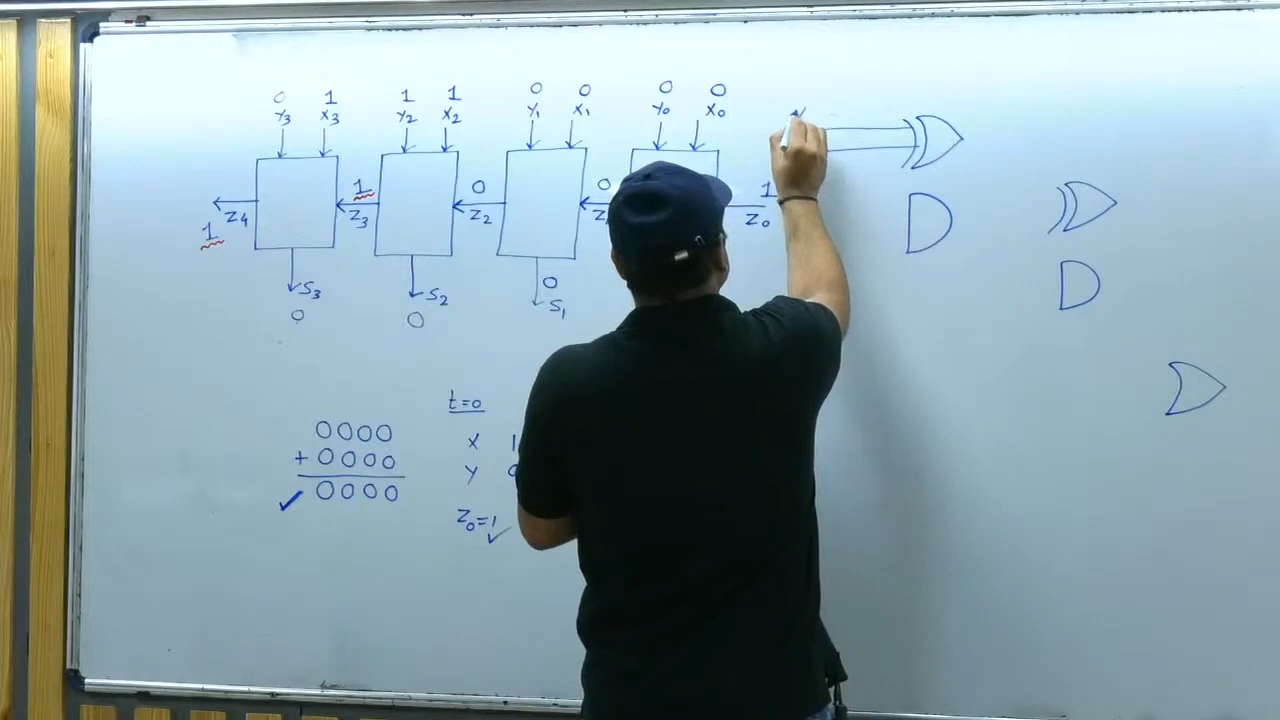 0 1 1 1 0 0 0 0
Y3 X3 Y2 X2 Y1 X1 Y0 X0
1 0 0 1
Z4 Z3 Z2 Z0
1
S3 S2 0
0 0 S1
t=0
0000
X 1
+ 0000
Y
0000
Z0=1